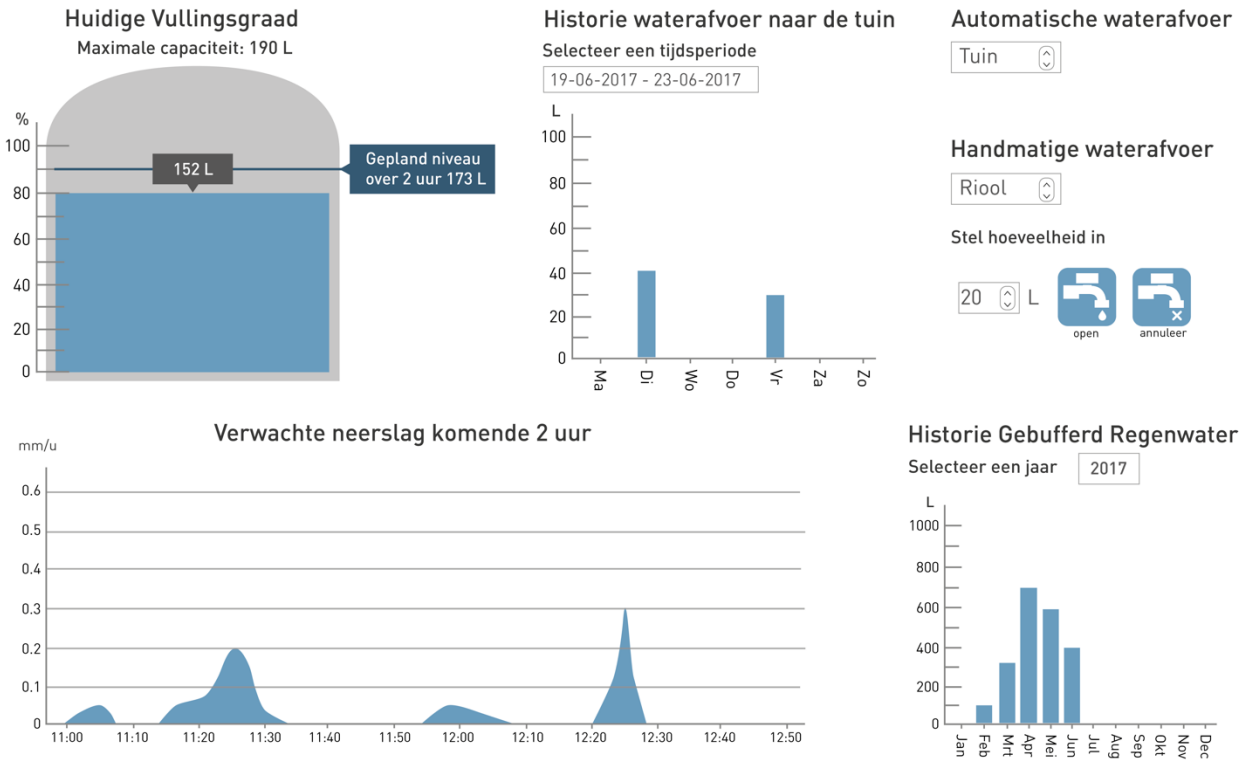 Huidige Vullingsgraad
Maximale capaciteit: 190 L
%
100
80
60
40
20
0
152 L
Gepland niveau
over 2 uur 173 L
Historie waterafvoer naar de tuin
Selecteer een tijdsperiode
19-06-2017 - 23-06-2017
L
100
80
60
40
20
0
Ma Di Wo Do Vr Za Zo
Automatische waterafvoer
Tuin
Handmatige waterafvoer
Riool
Stel hoeveelheid in
20 L
open annuleer
Verwachte neerslag komende 2 uur
mm/u
0.6
0.5
0.4
0.3
0.2
0.1
0
11:00 11:10 11:20 11:30 11:40 11:50 12:00 12:10 12:20 12:30 12:40 12:50
Historie Gebufferd Regenwater
Selecteer een jaar 2017
L
1000
800
600
400
200
0
Jan Feb Mrt Apr Mei Jun Jul Aug Sep Okt Nov Dec